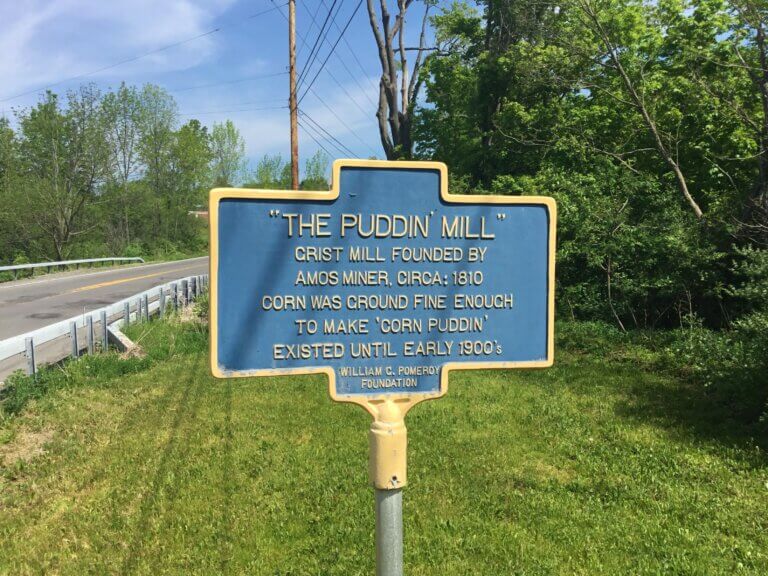 "THE PUDDIN' MILL"
GRIST MILL FOUNDED BY
AMOS MINER, CIRCA: 1810
CORN WAS GROUND FINE ENOUGH
TO MAKE 'CORN PUDDIN'
EXISTED UNTIL EARLY 1900's
WILLIAM G. POMEROY
FOUNDATION